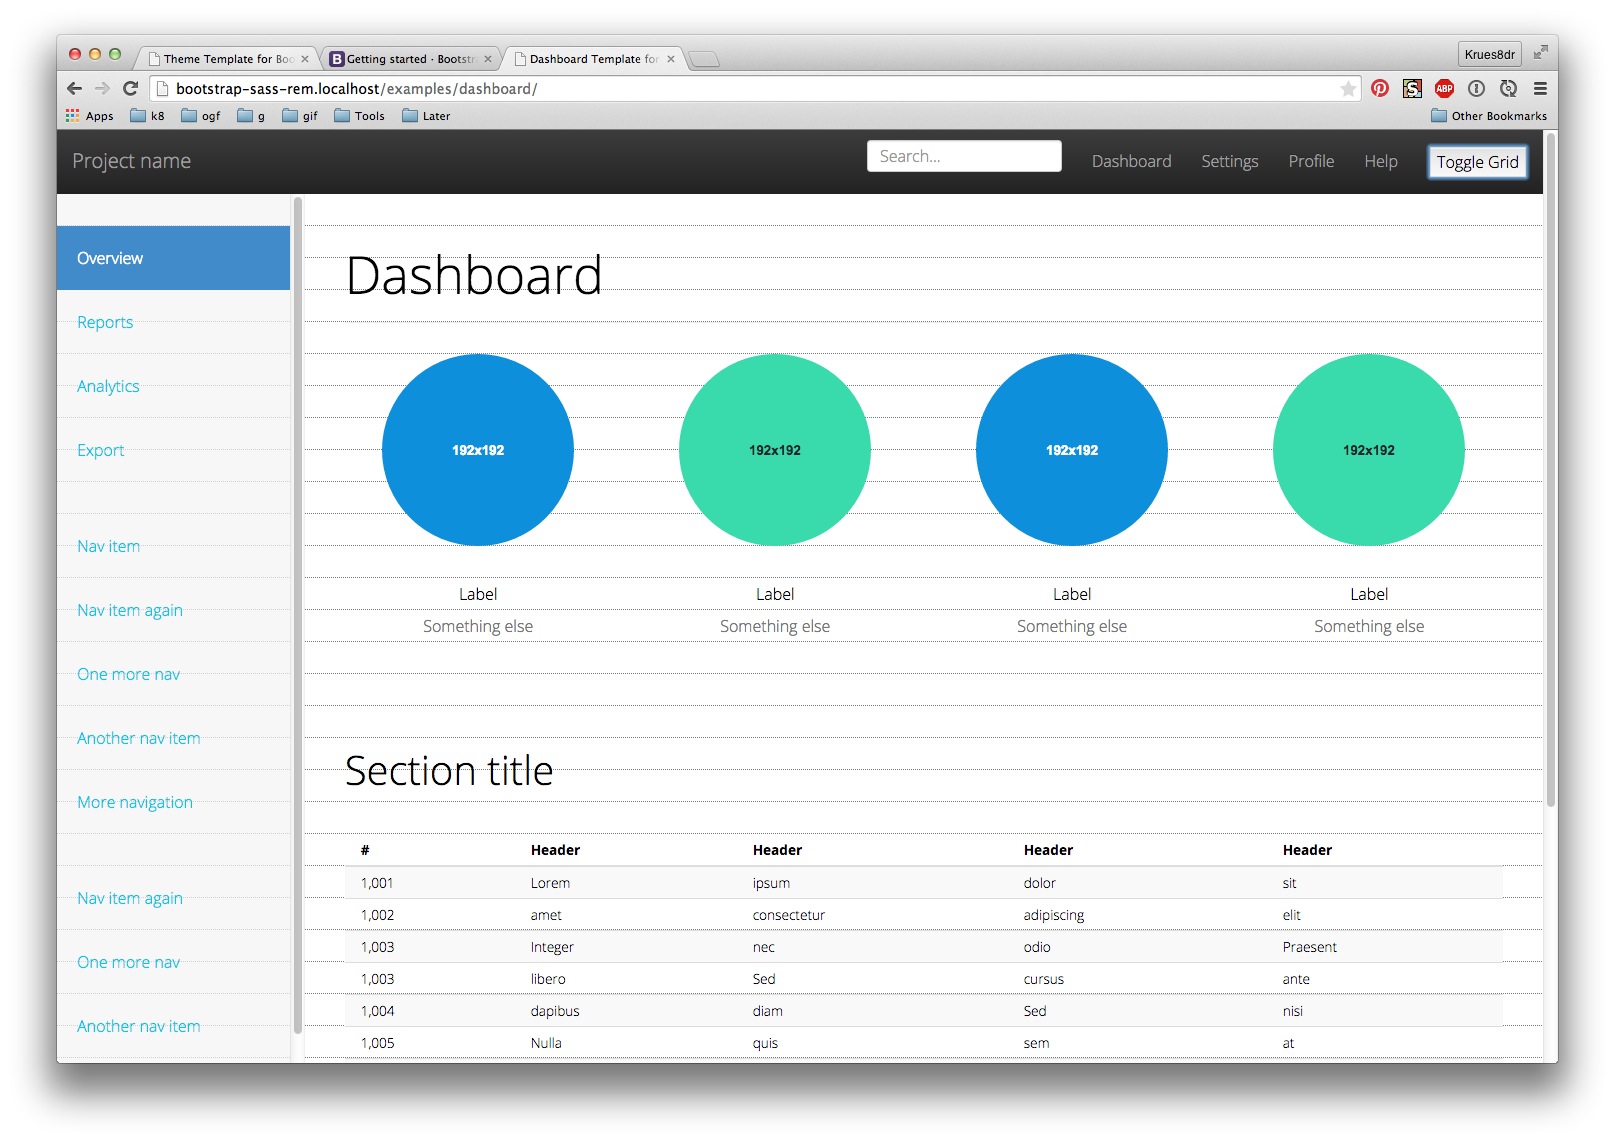 Theme Template for Boo
Getting started · Bootstr
Dashboard Template for
Krues8dr
bootstrap-sass-rem.localhost/examples/dashboard/
ABP
Apps k8 ogf g gif Tools Later Other Bookmarks
Project name Search... Dashboard Settings Profile Help Toggle Grid
Overview
Reports
Analytics
Export
Nav item
Nav item again
One more nav
Another nav item
More navigation
Nav item again
One more nav
Another nav item
Dashboard
192x192 192x192 192x192 192x192
Label Label Label Label
Something else Something else Something else Something else
Section title
# Header Header Header Header
1,001 Lorem ipsum dolor sit
1,002 amet consectetur adipiscing elit
1,003 Integer nec odio Praesent
1,003 libero Sed cursus ante
1,004 dapibus diam Sed nisi
1,005 Nulla quis sem at